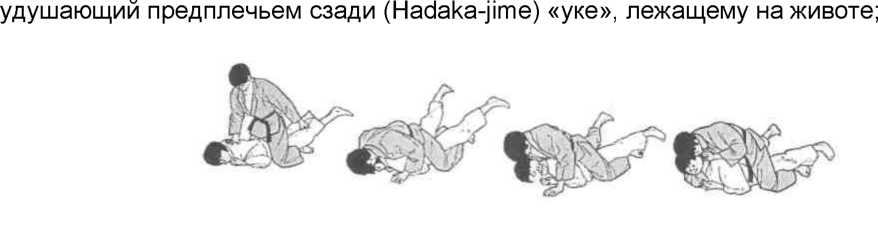 удушающий предплечьем сзади (Hadaka-jime) «уке», лежащему на животе;